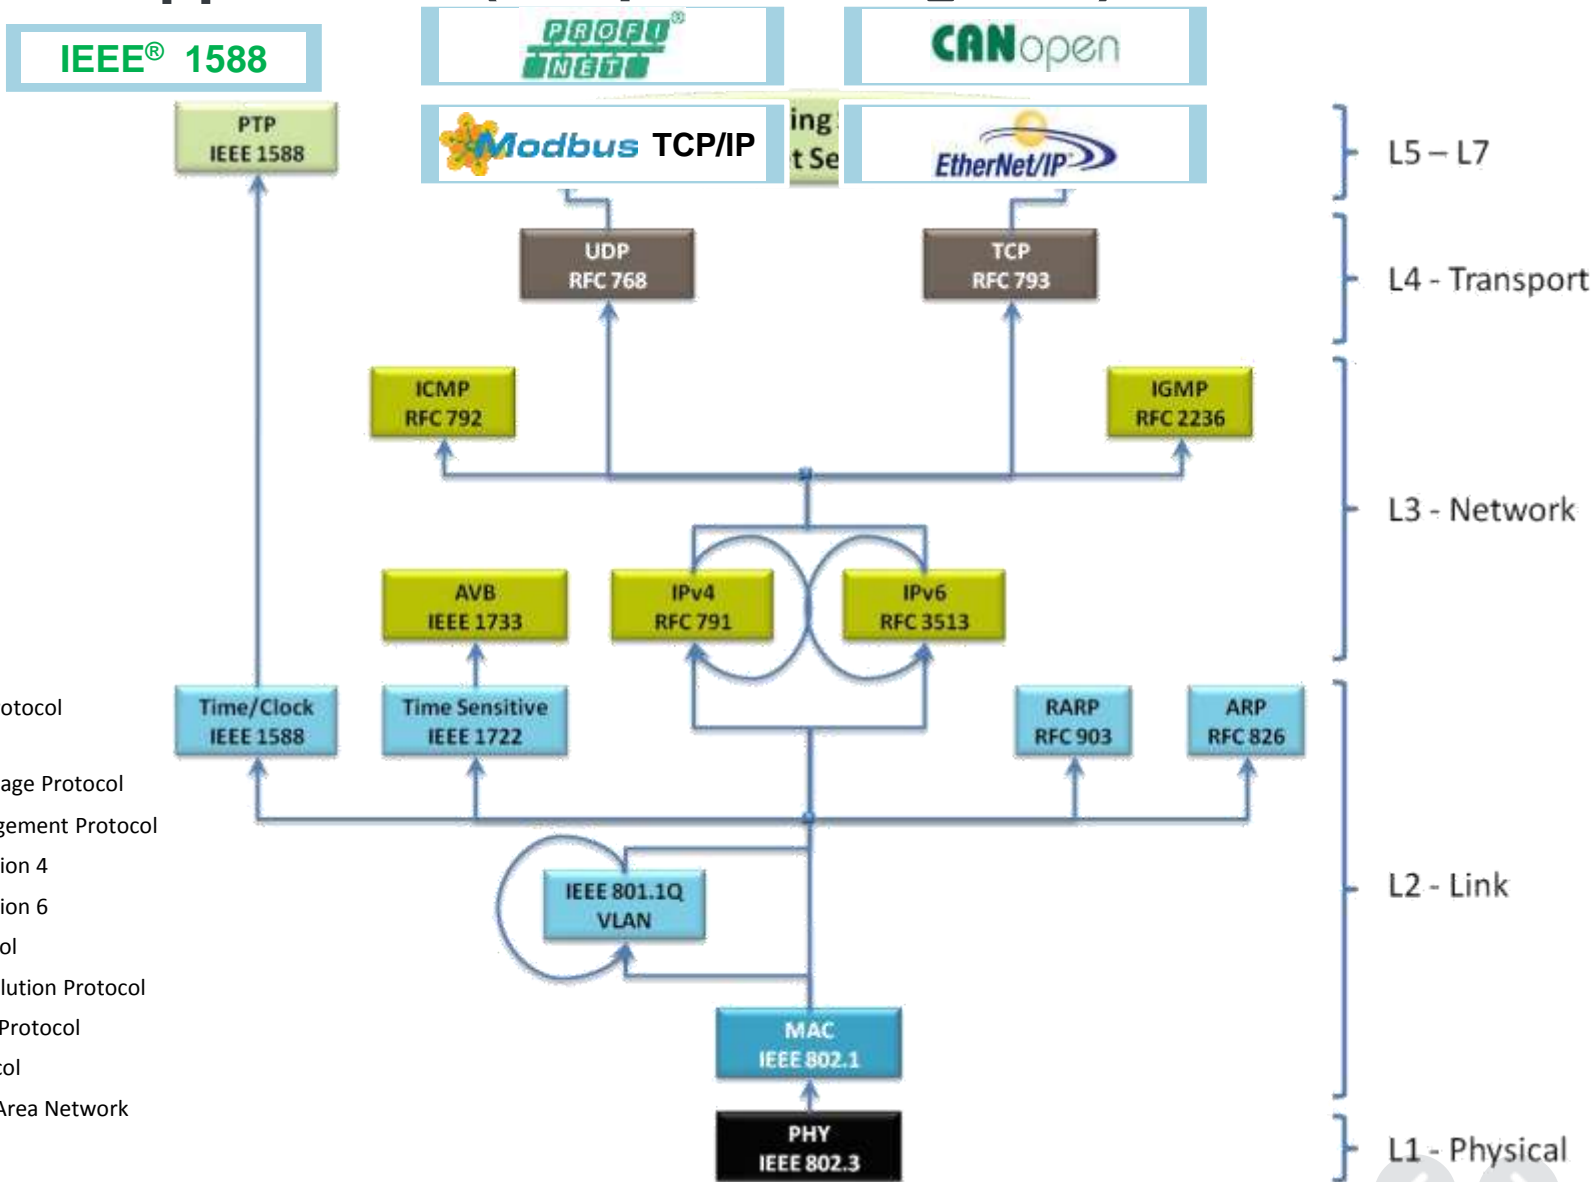 IEEE® 1588
PROFI®
NET
CANopen
PTP
IEEE 1588
Modbus TCP/IP
ing
t Se
EtherNet/IP
L5 – L7
UDP
RFC 768
TCP
RFC 793
L4 - Transport
ICMP
RFC 792
IGMP
RFC 2236
L3 - Network
AVB
IEEE 1733
IPv4
RFC 791
IPv6
RFC 3513
otocol
Time/Clock
IEEE 1588
Time Sensitive
IEEE 1722
RARP
RFC 903
ARP
RFC 826
age Protocol
gement Protocol
ion 4
ion 6
ol
lution Protocol
Protocol
col
Area Network
IEEE 801.1Q
VLAN
L2 - Link
MAC
IEEE 802.1
PHY
IEEE 802.3
L1 - Physical